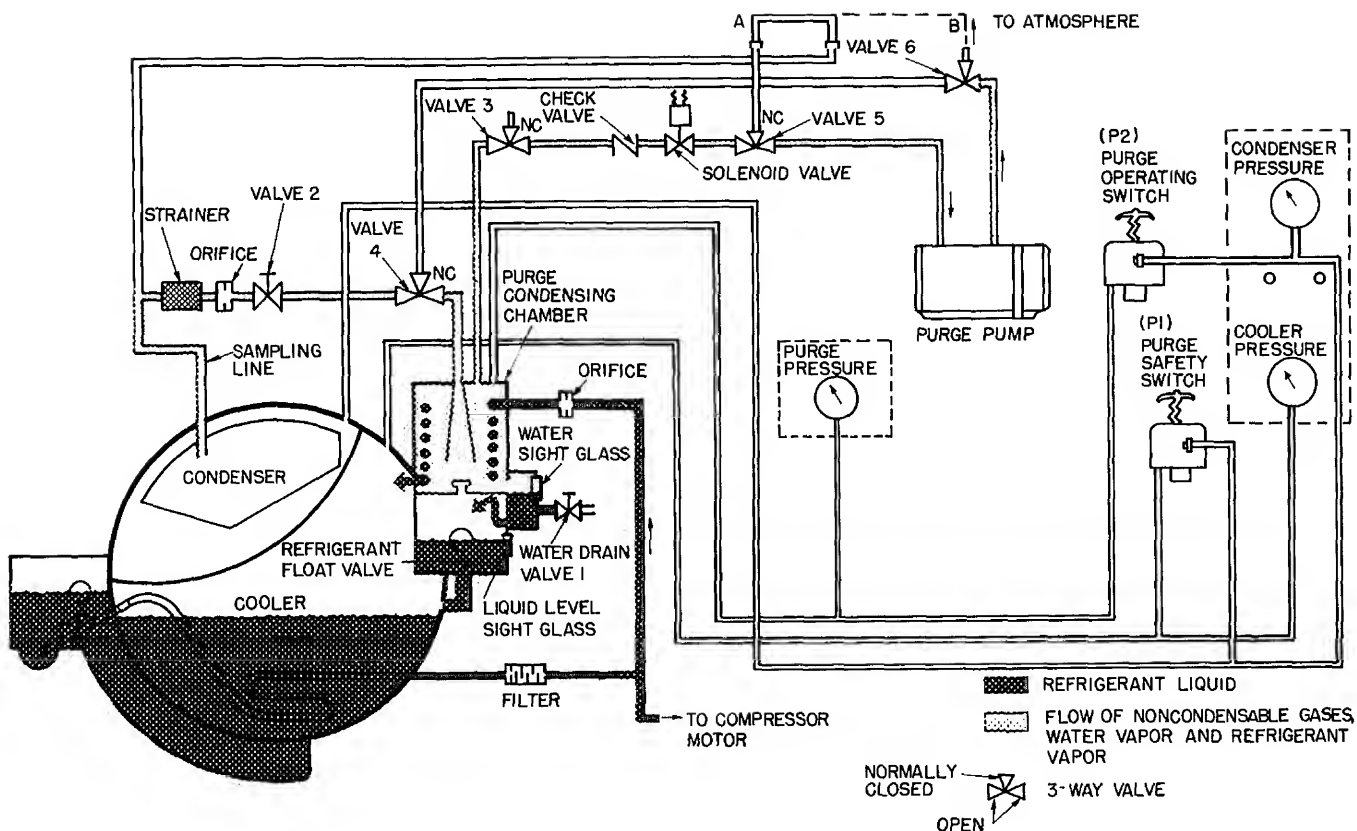 A
B
TO ATMOSPHERE
VALVE 6
VALVE 3
NC
CHECK
VALVE
NC
VALVE 5
SOLENOID VALVE
(P2)
PURGE
OPERATING
SWITCH
CONDENSER
PRESSURE
STRAINER
ORIFICE
VALVE 2
VALVE
4
NC
PURGE
CONDENSING
CHAMBER
PURGE PUMP
SAMPLING
LINE
ORIFICE
PURGE
PRESSURE
(P1)
PURGE
SAFETY
SWITCH
COOLER
PRESSURE
CONDENSER
WATER
SIGHT GLASS
REFRIGERANT
FLOAT VALVE
WATER DRAIN
VALVE 1
COOLER
LIQUID LEVEL
SIGHT GLASS
FILTER
TO COMPRESSOR
MOTOR
REFRIGERANT LIQUID
FLOW OF NONCONDENSABLE GASES,
WATER VAPOR AND REFRIGERANT
VAPOR
NORMALLY
CLOSED
3-WAY VALVE
OPEN